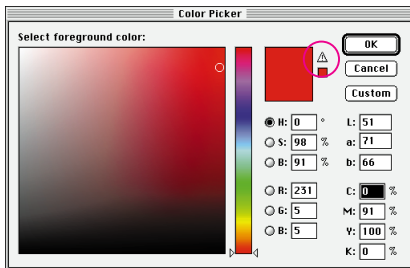 Color Picker
Select foreground color:
OK
Cancel
Custom
H: 0 °
S: 98 %
B: 91 %
R: 231
G: 5
B: 5
L: 51
a: 71
b: 66
C: 0 %
M: 91 %
Y: 100 %
K: 0 %